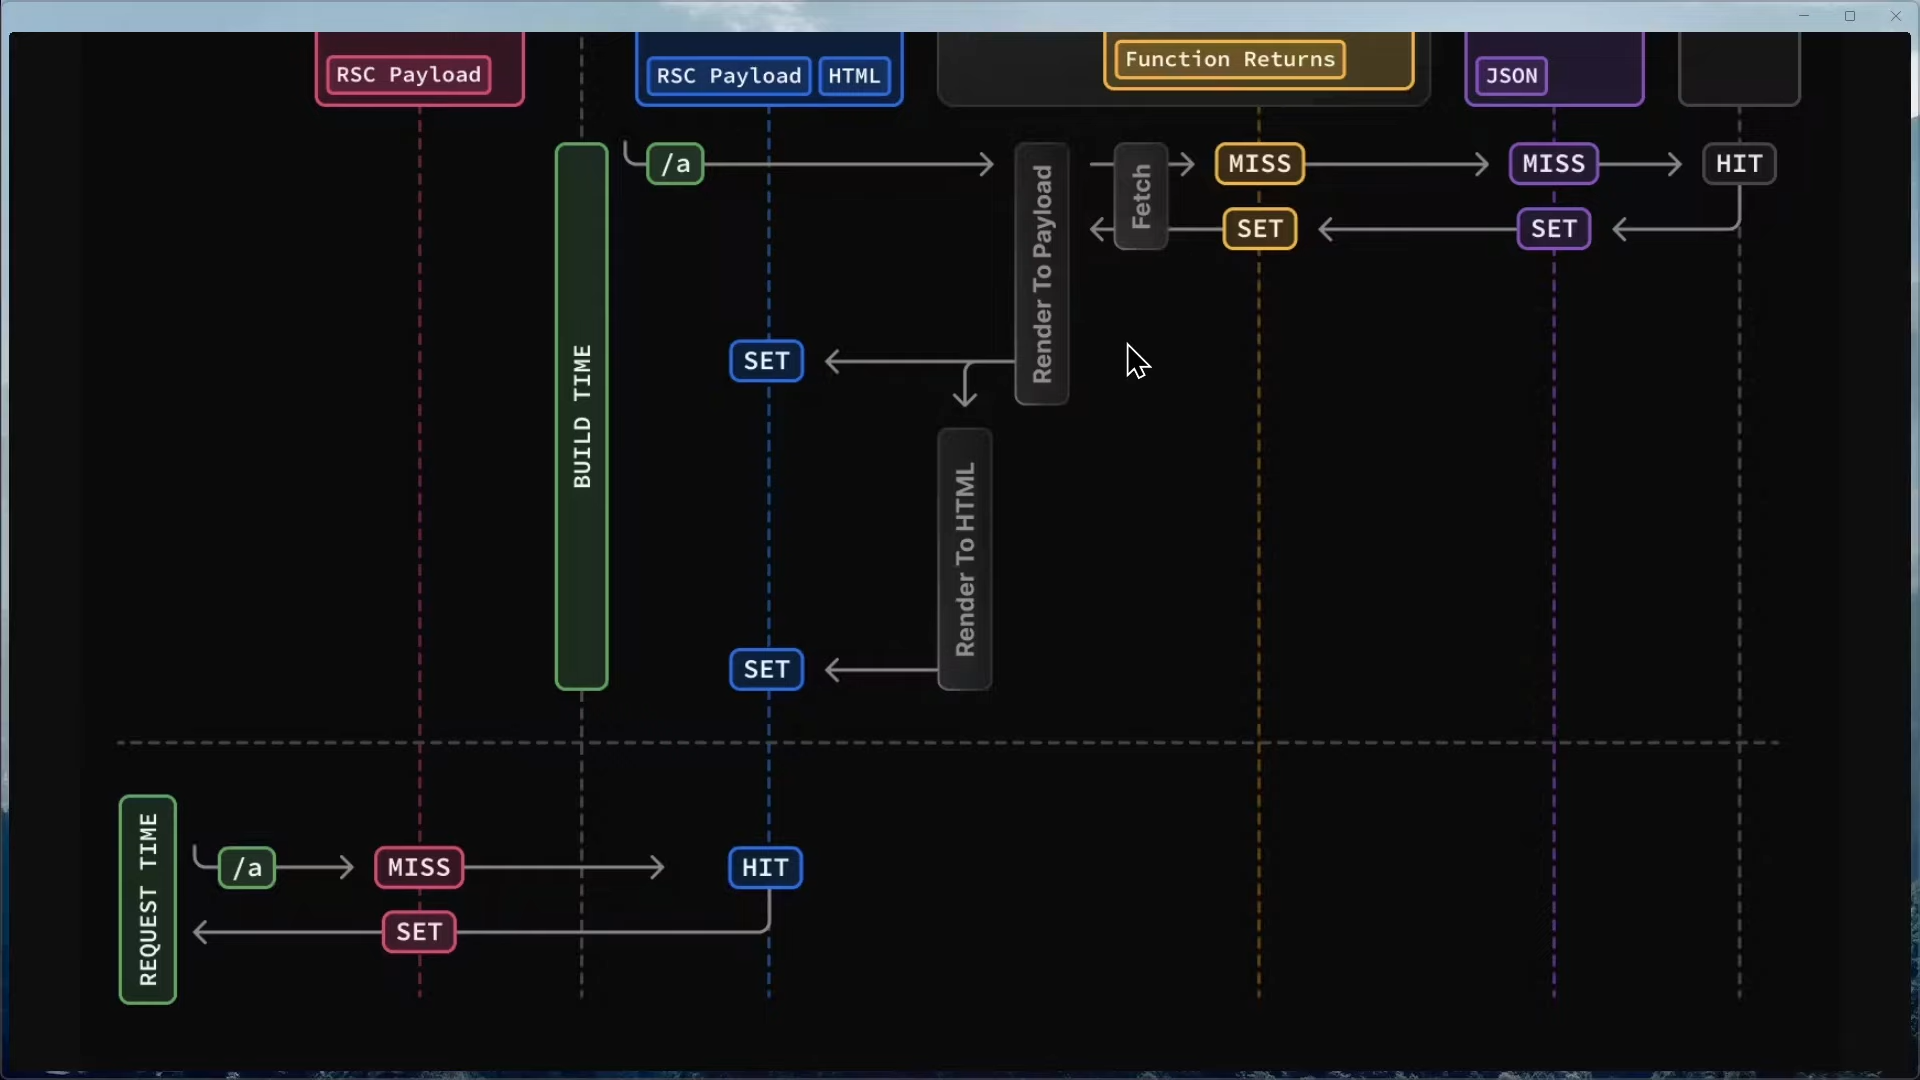 RSC Payload
RSC Payload
HTML
Function Returns
JSON
BUILD TIME
/a
Render To Payload
Fetch
MISS
MISS
HIT
SET
SET
SET
Render To HTML
SET
REQUEST TIME
/a
MISS
HIT
SET